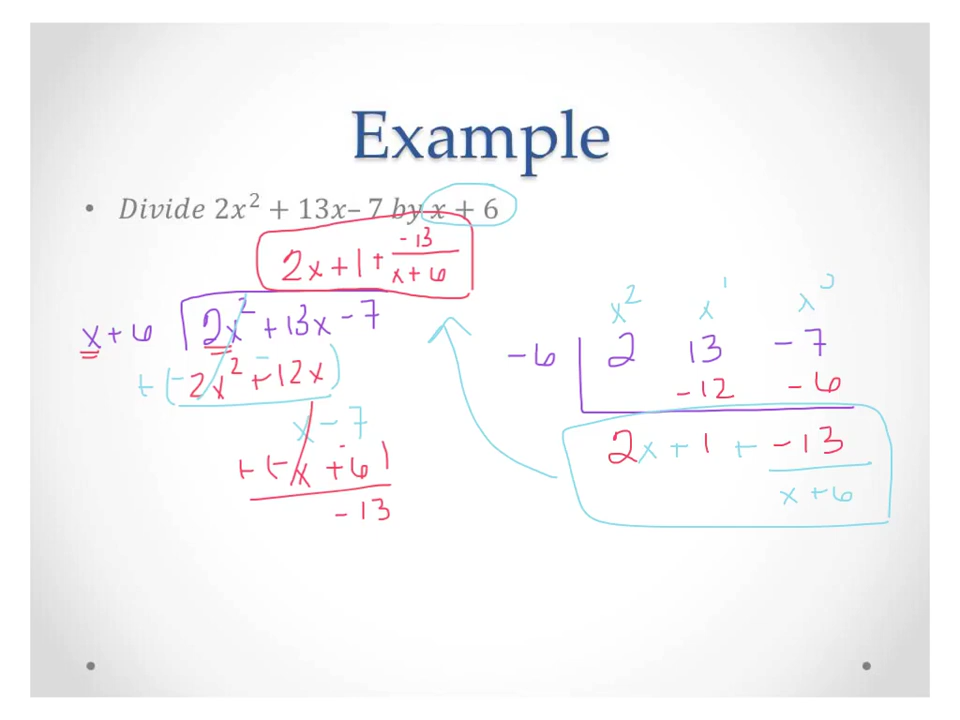 Example
• Divide 2x² + 13x– 7 by x + 6
2x + 1 + -13/(x + 6)
x + 6 2x² + 13x - 7
+ (- 2x² + 12x)
x - 7
+ (- x + 6)
- 13
x² x¹ x⁰
-6 2 13 -7
-12 -6
2x + 1 + -13/(x + 6)